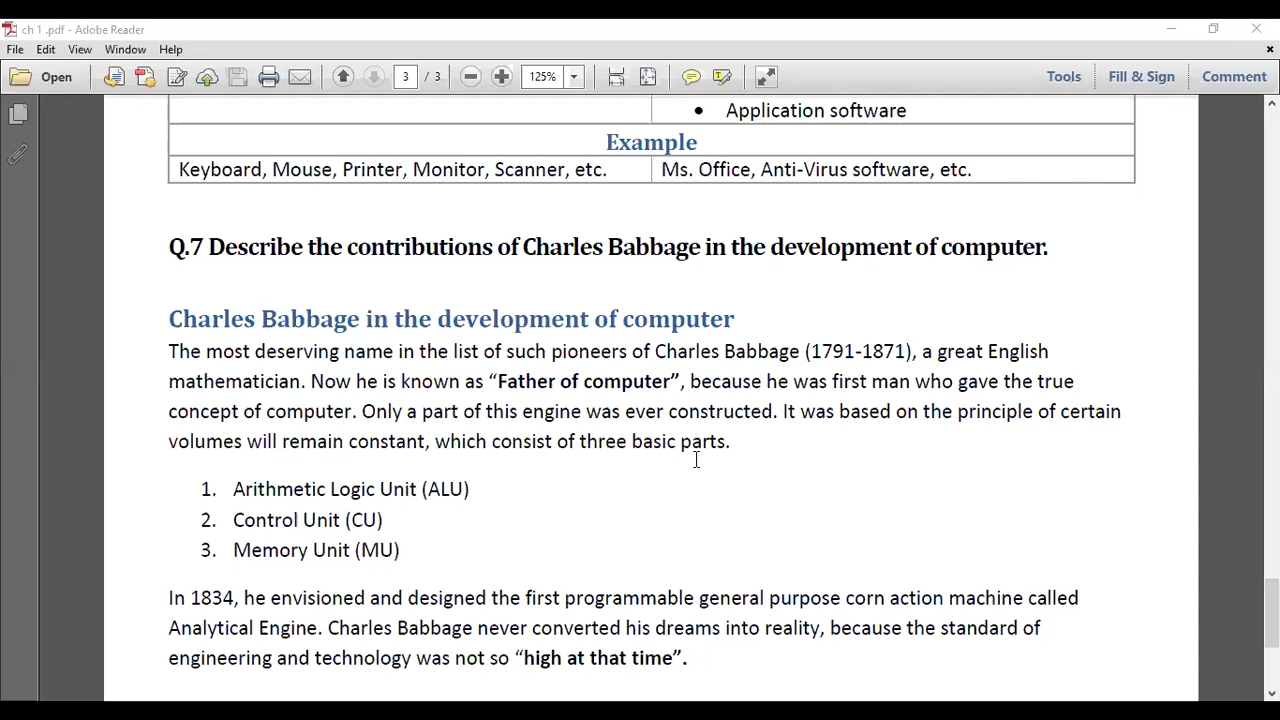 ch 1 .pdf - Adobe Reader
File Edit View Window Help
Open 3 / 3 125% Tools Fill & Sign Comment
• Application software
Example
Keyboard, Mouse, Printer, Monitor, Scanner, etc. Ms. Office, Anti-Virus software, etc.
Q.7 Describe the contributions of Charles Babbage in the development of computer.
Charles Babbage in the development of computer
The most deserving name in the list of such pioneers of Charles Babbage (1791-1871), a great English
mathematician. Now he is known as “Father of computer”, because he was first man who gave the true
concept of computer. Only a part of this engine was ever constructed. It was based on the principle of certain
volumes will remain constant, which consist of three basic parts.
1. Arithmetic Logic Unit (ALU)
2. Control Unit (CU)
3. Memory Unit (MU)
In 1834, he envisioned and designed the first programmable general purpose corn action machine called
Analytical Engine. Charles Babbage never converted his dreams into reality, because the standard of
engineering and technology was not so “high at that time”.